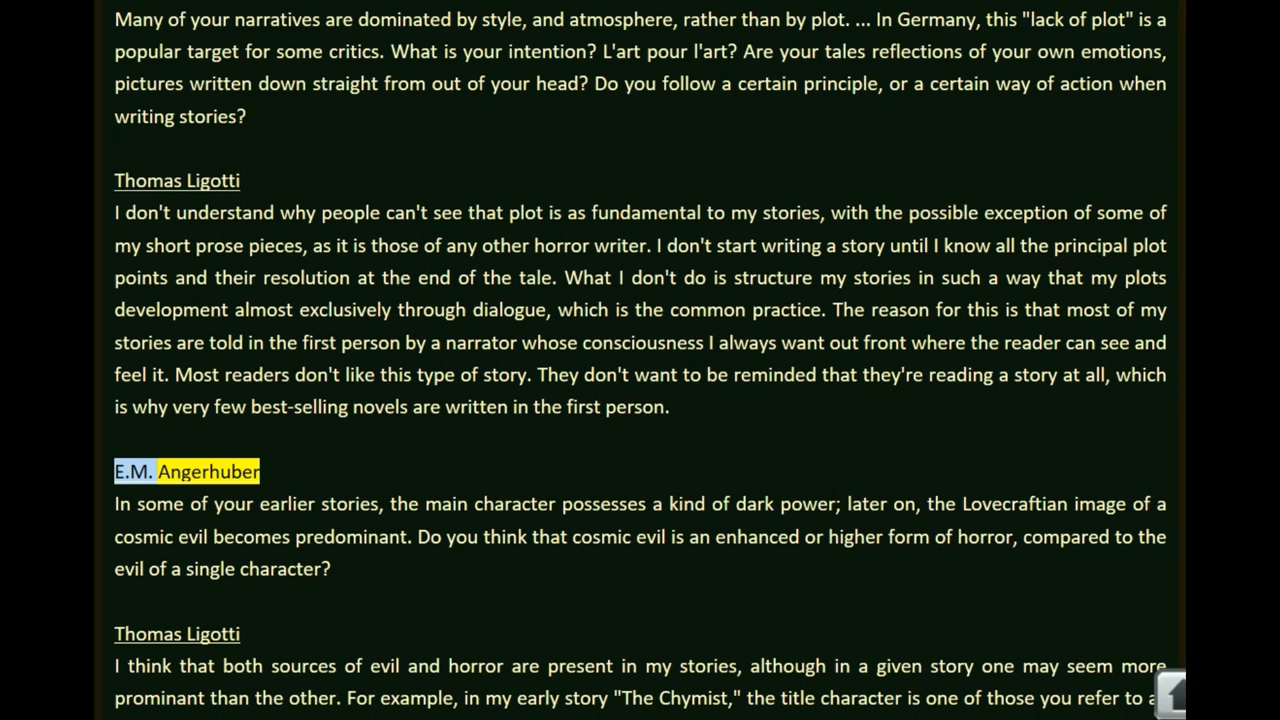 Many of your narratives are dominated by style, and atmosphere, rather than by plot. ... In Germany, this "lack of plot" is a
popular target for some critics. What is your intention? L'art pour l'art? Are your tales reflections of your own emotions,
pictures written down straight from out of your head? Do you follow a certain principle, or a certain way of action when
writing stories?
Thomas Ligotti
I don't understand why people can't see that plot is as fundamental to my stories, with the possible exception of some of
my short prose pieces, as it is those of any other horror writer. I don't start writing a story until I know all the principal plot
points and their resolution at the end of the tale. What I don't do is structure my stories in such a way that my plots
development almost exclusively through dialogue, which is the common practice. The reason for this is that most of my
stories are told in the first person by a narrator whose consciousness I always want out front where the reader can see and
feel it. Most readers don't like this type of story. They don't want to be reminded that they're reading a story at all, which
is why very few best-selling novels are written in the first person.
E.M. Angerhuber
In some of your earlier stories, the main character possesses a kind of dark power; later on, the Lovecraftian image of a
cosmic evil becomes predominant. Do you think that cosmic evil is an enhanced or higher form of horror, compared to the
evil of a single character?
Thomas Ligotti
I think that both sources of evil and horror are present in my stories, although in a given story one may seem more
prominent than the other. For example, in my early story "The Chymist," the title character is one of those you refer to